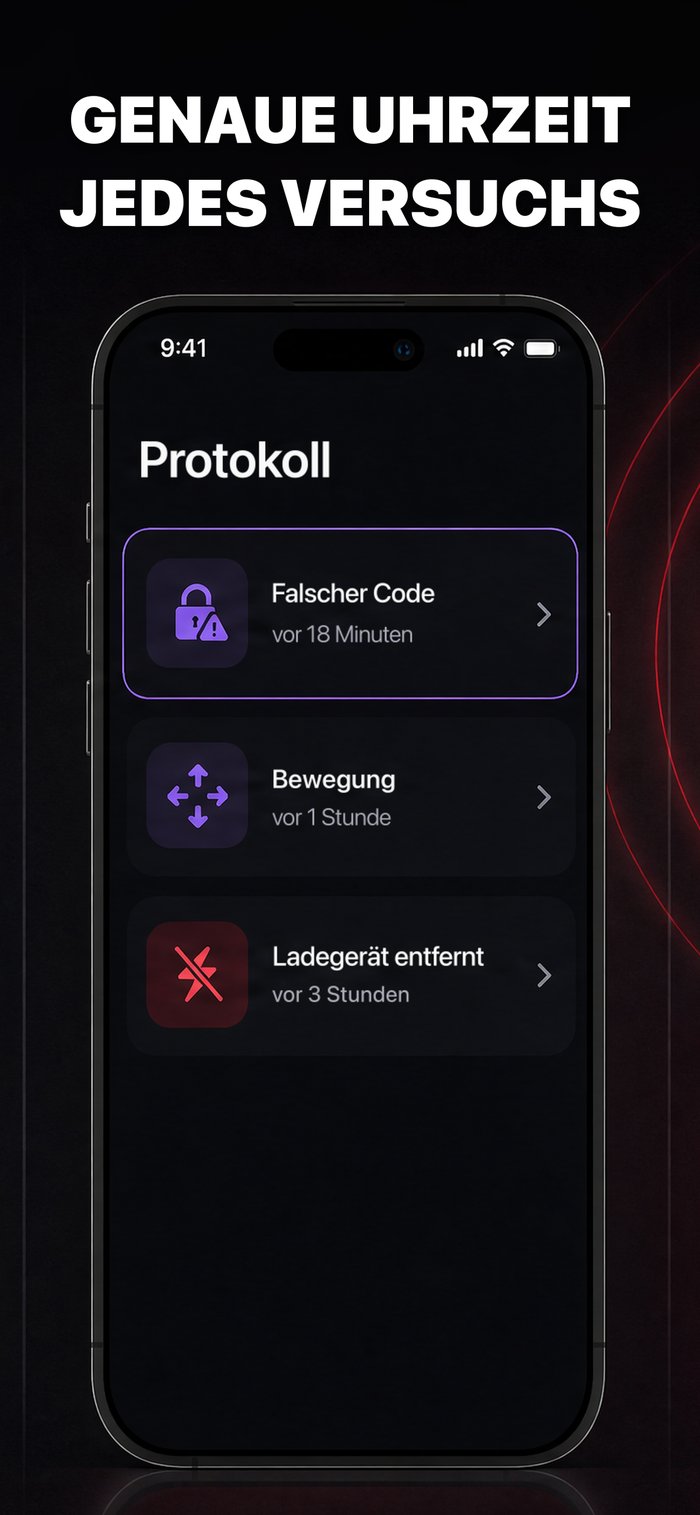 GENAUE UHRZEIT
JEDES VERSUCHS
9:41
Protokoll
Falscher Code
vor 18 Minuten
Bewegung
vor 1 Stunde
Ladegerät entfernt
vor 3 Stunden